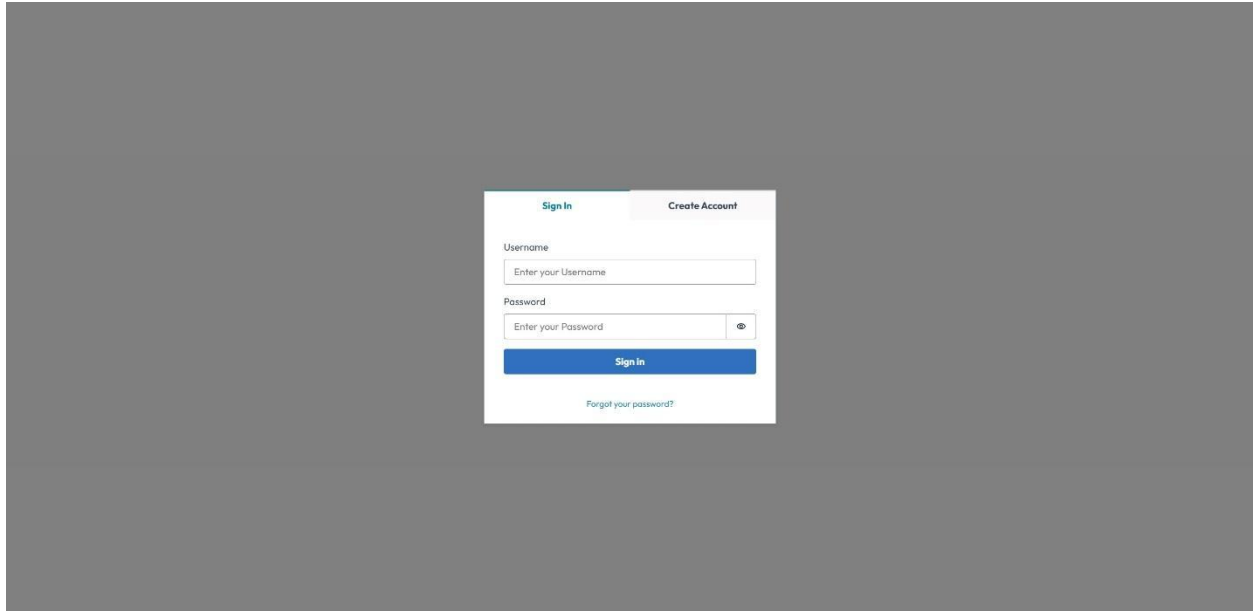 Sign In
Create Account
Username
Enter your Username
Password
Enter your Password
Sign in
Forgot your password?